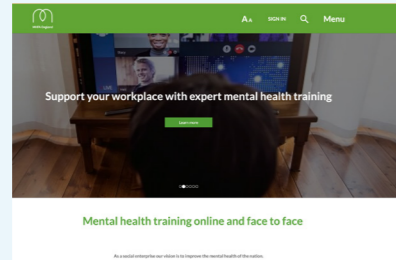 MHFA England
AA SIGN IN Menu
Support your workplace with expert mental health training
Learn more
Mental health training online and face to face
As a social enterprise our vision is to improve the mental health of the nation.